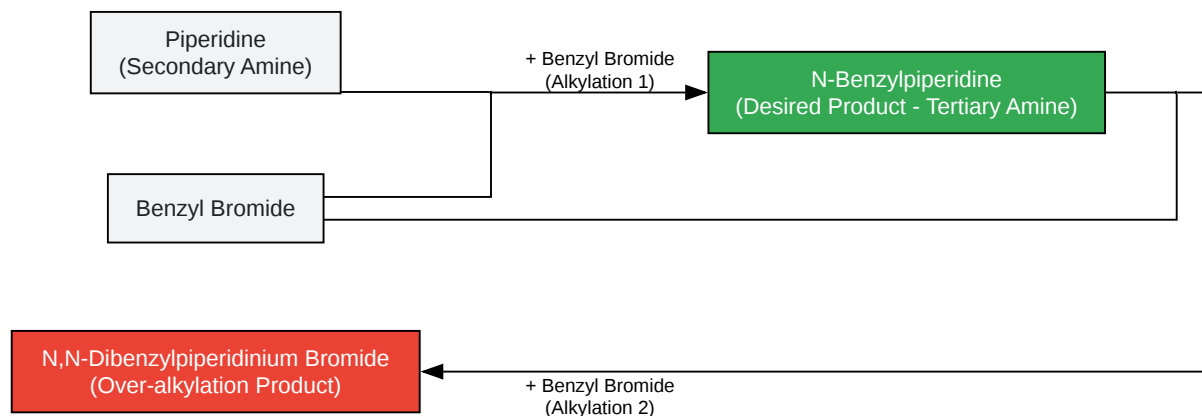 Piperidine
(Secondary Amine)
+ Benzyl Bromide
(Alkylation 1)
N-Benzylpiperidine
(Desired Product - Tertiary Amine)
Benzyl Bromide
N,N-Dibenzylpiperidinium Bromide
(Over-alkylation Product)
+ Benzyl Bromide
(Alkylation 2)